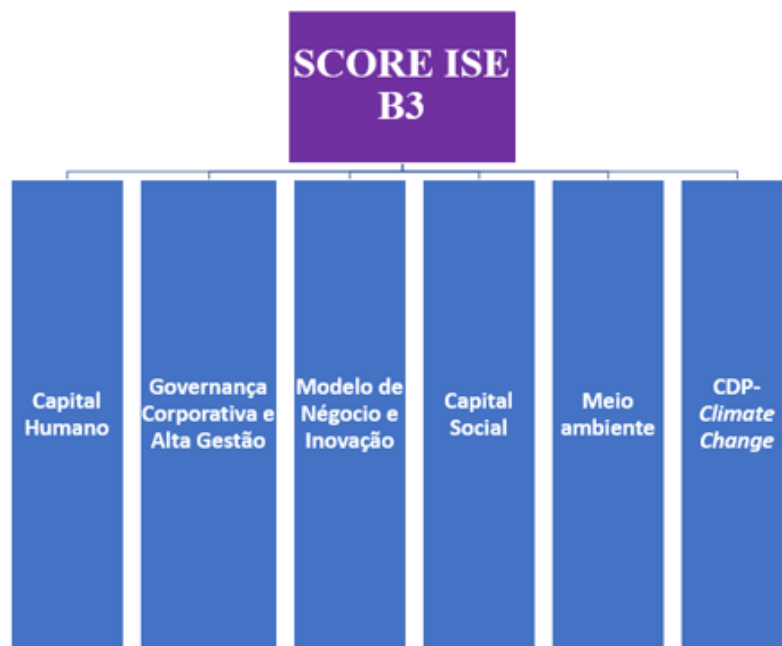 SCORE ISE
B3
Capital
Humano
Governança
Corporativa e
Alta Gestão
Modelo de
Négocio e
Inovação
Capital
Social
Meio
ambiente
CDP-
Climate
Change